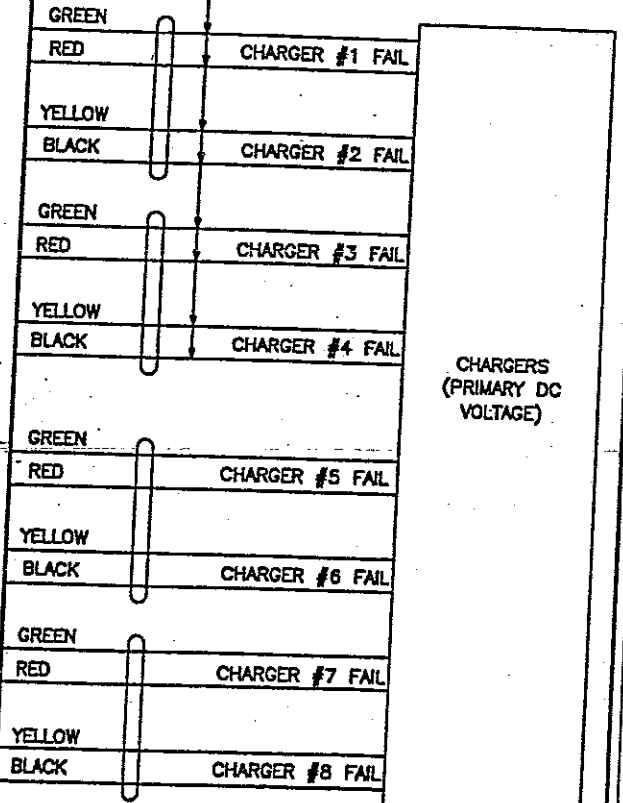 GREEN
RED CHARGER #1 FAIL
YELLOW
BLACK CHARGER #2 FAIL
GREEN
RED CHARGER #3 FAIL
YELLOW
BLACK CHARGER #4 FAIL
CHARGERS
(PRIMARY DC
VOLTAGE)
GREEN
RED CHARGER #5 FAIL
YELLOW
BLACK CHARGER #6 FAIL
GREEN
RED CHARGER #7 FAIL
YELLOW
BLACK CHARGER #8 FAIL